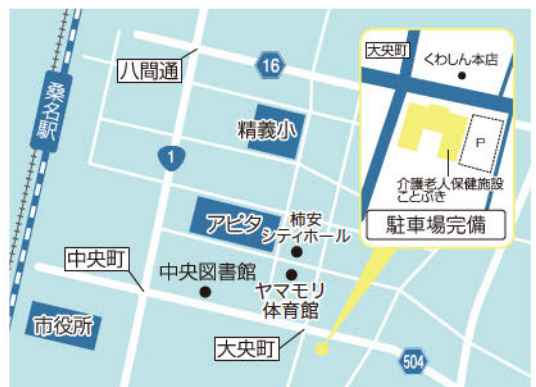 八間通
16
大央町
くわしん本店
桑名駅
精義小
P
1
介護老人保健施設
ことぶき
アピタ
柿安
シティホール
駐車場完備
中央町
中央図書館
ヤマモリ
体育館
市役所
大央町
504